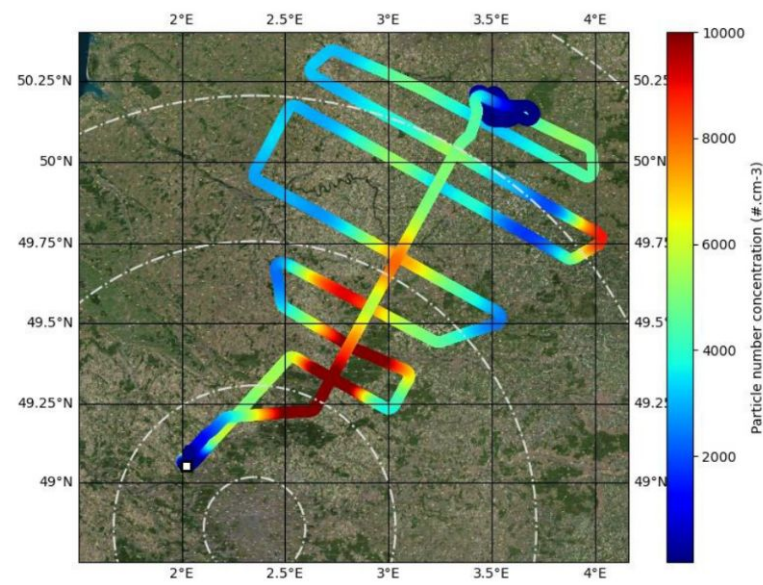 2°E 2.5°E 3°E 3.5°E 4°E
10000
50.25°N 50.25
8000
50°N 50°N
49.75°N 49.75
6000
49.5°N 49.5°
4000
49.25°N 49.25
2000
49°N 49°N
0
2°E 2.5°E 3°E 3.5°E 4°E
Particle number concentration (#.cm-3)